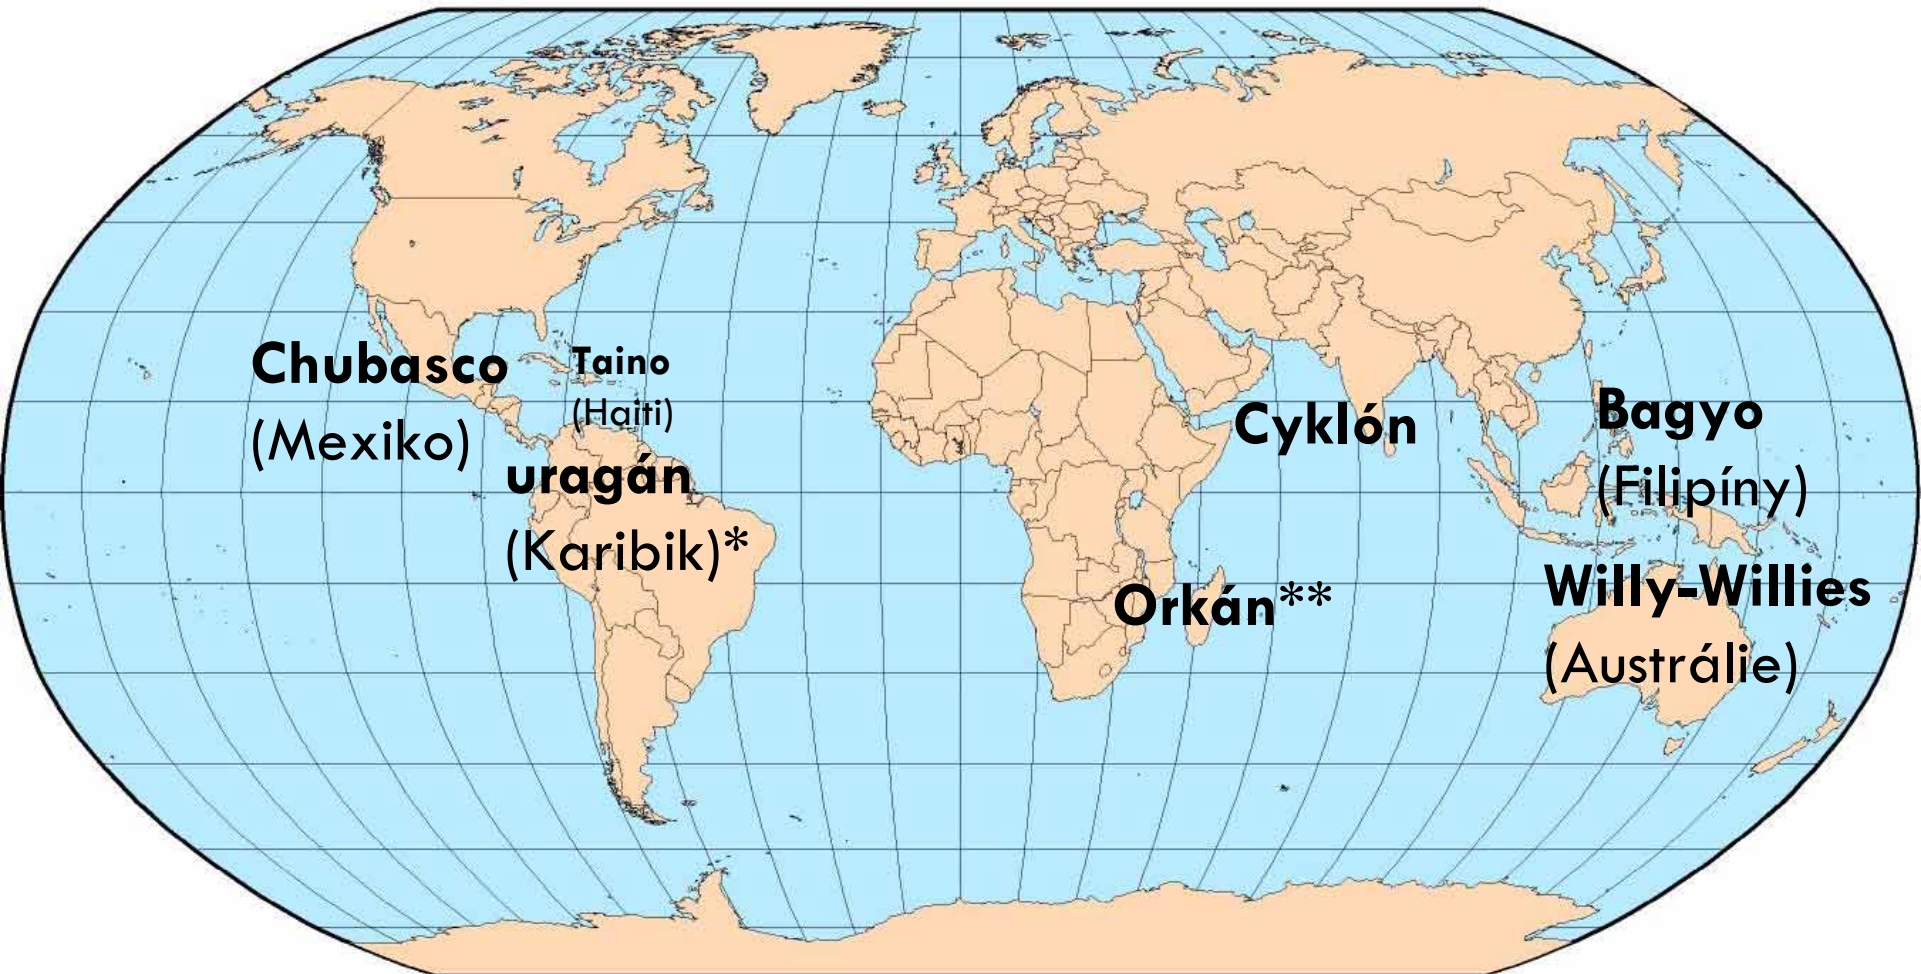 Chubasco
(Mexiko)
Taino
(Haiti)
uragán
(Karibik)*
Cyklón
Orkán**
Bagyo
(Filipíny)
Willy-Willies
(Austrálie)